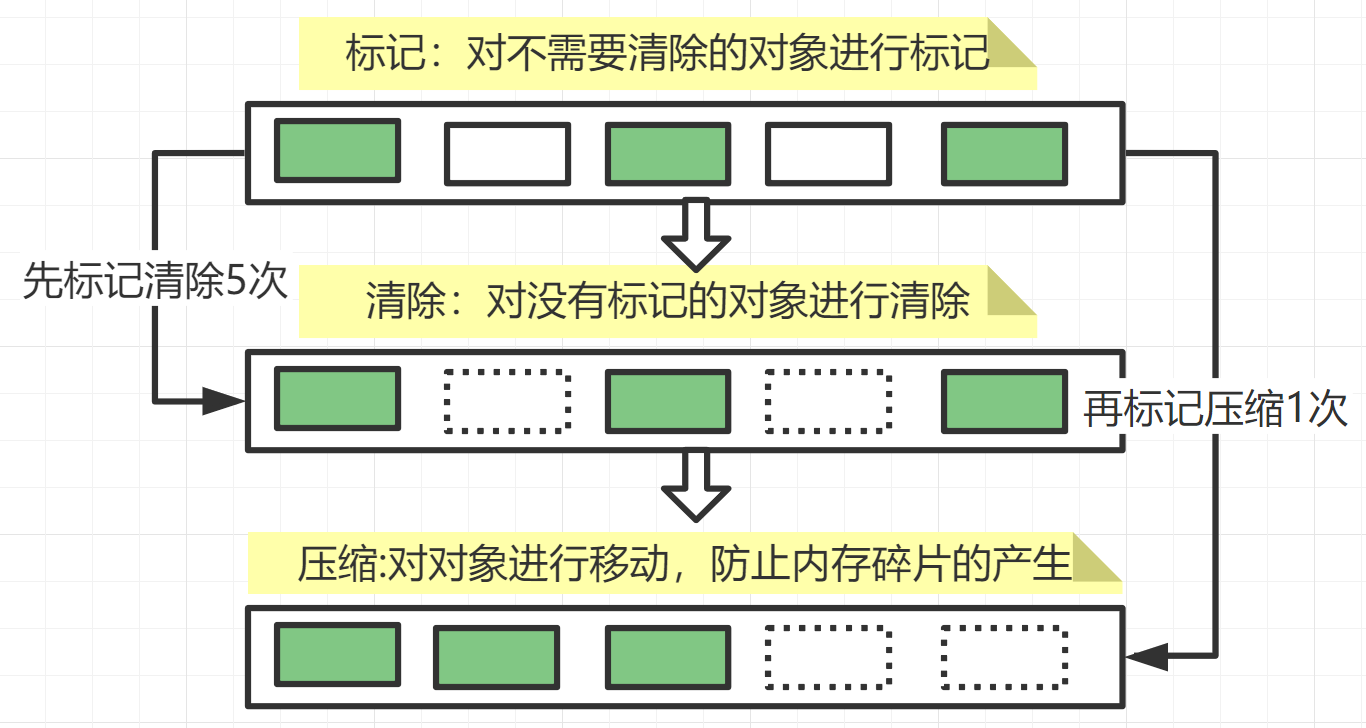 标记：对不需要清除的对象进行标记
先标记清除5次
清除：对没有标记的对象进行清除
再标记压缩1次
压缩:对对象进行移动，防止内存碎片的产生